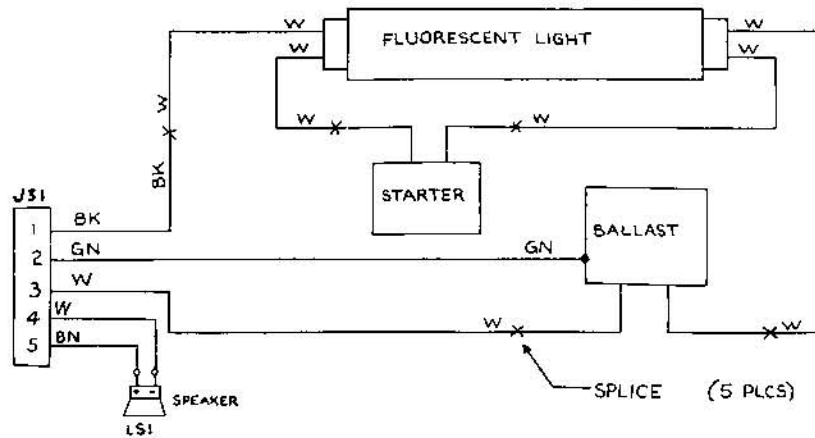 W
W
FLUORESCENT LIGHT
W
W
W
W
W
BK
STARTER
J31
1 BK
2 GN
GN
BALLAST
3 W
4 W
5 BN
W
W
SPLICE (5 PLCS)
+ -
SPEAKER
LS1